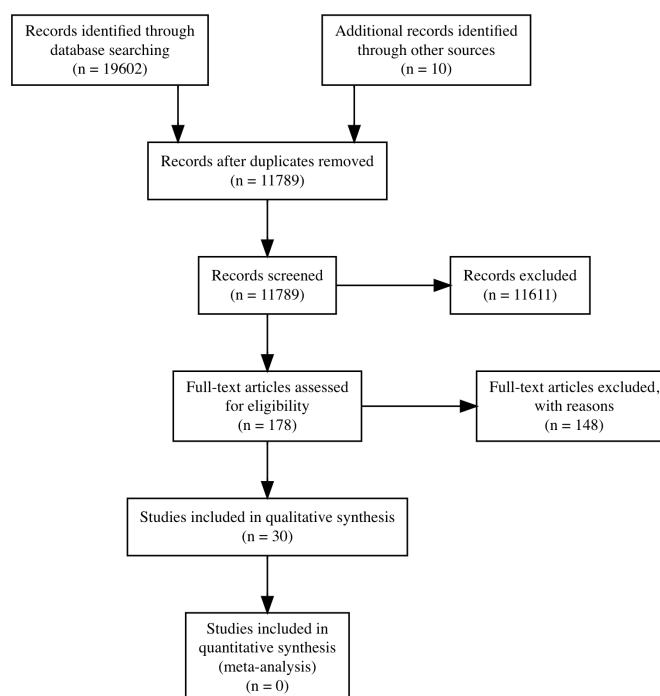 Records identified through
database searching
(n = 19602)
Additional records identified
through other sources
(n = 10)
Records after duplicates removed
(n = 11789)
Records screened
(n = 11789)
Records excluded
(n = 11611)
Full-text articles assessed
for eligibility
(n = 178)
Full-text articles excluded,
with reasons
(n = 148)
Studies included in qualitative synthesis
(n = 30)
Studies included in
quantitative synthesis
(meta-analysis)
(n = 0)